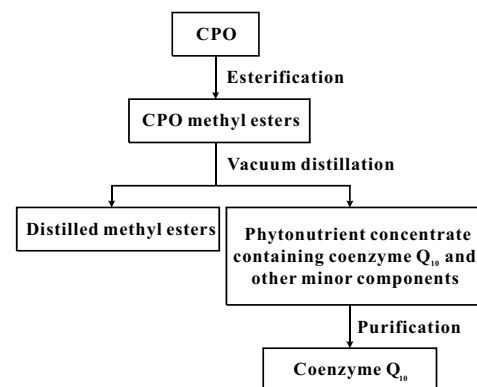 CPO
Esterification
CPO methyl esters
Vacuum distillation
Distilled methyl esters
Phytonutrient concentrate
containing coenzyme Q₁₀ and
other minor components
Purification
Coenzyme Q₁₀